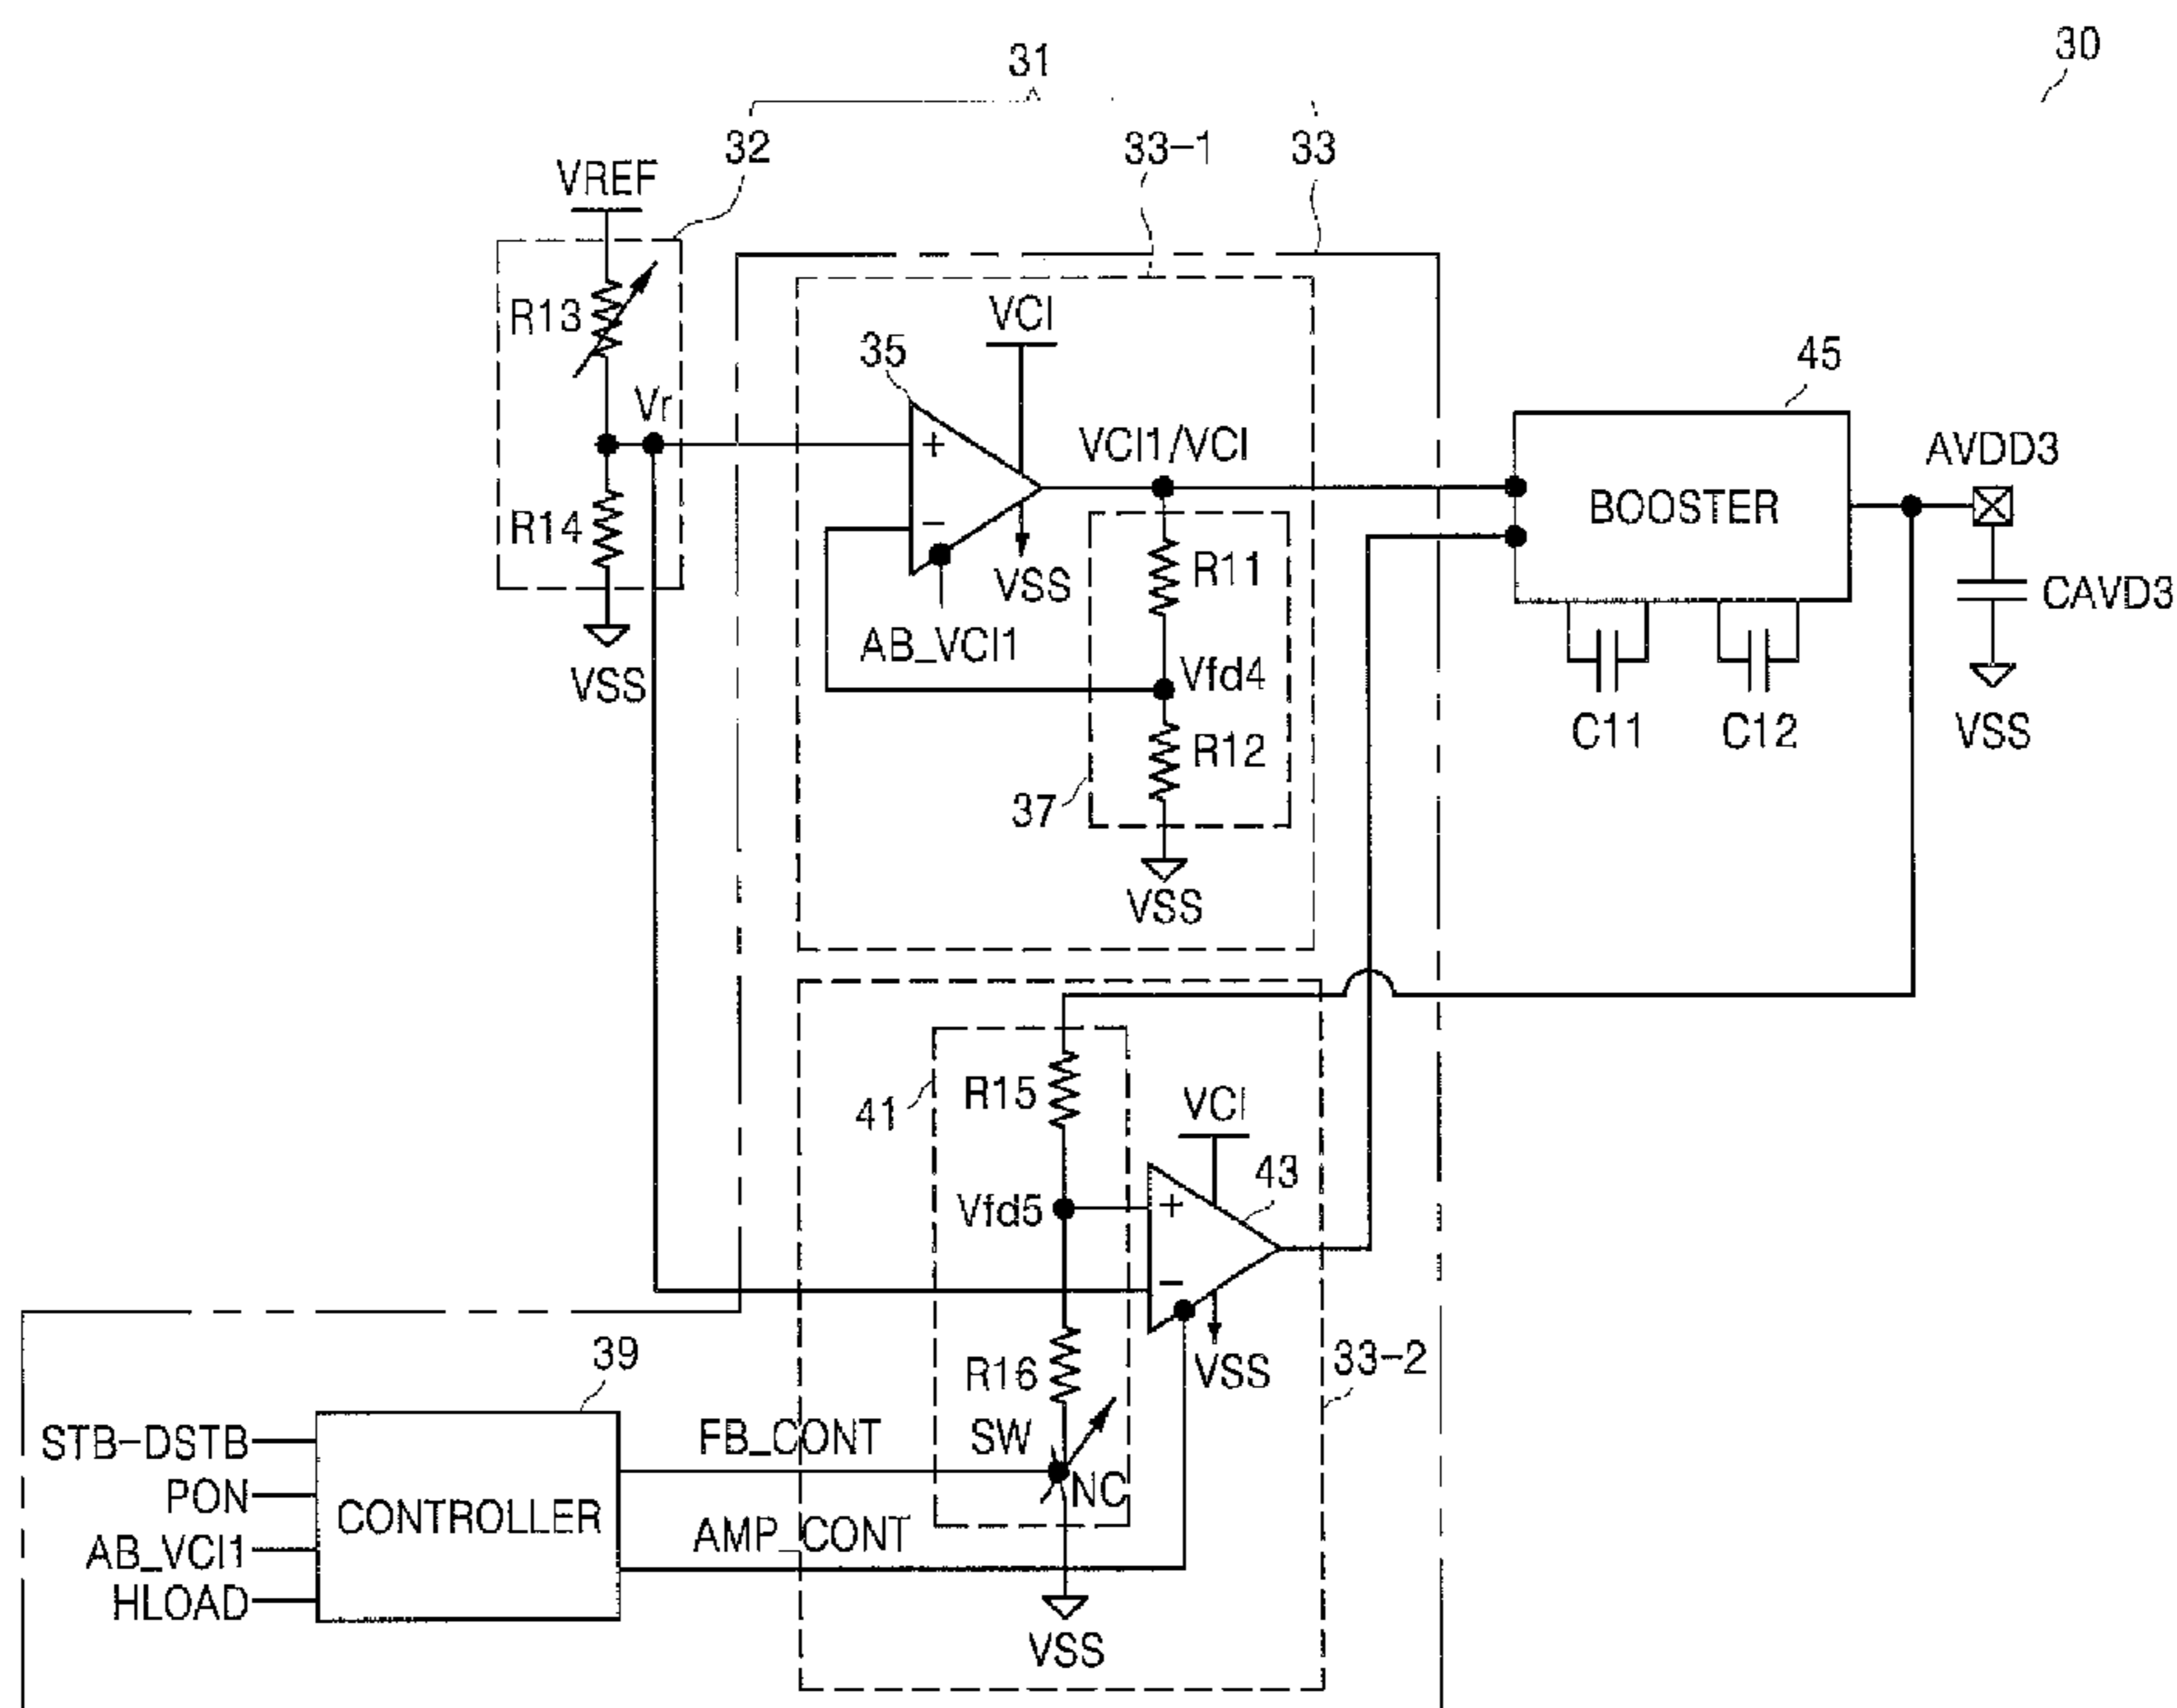 30
31
32
33-1
33
VREF
R13
Vr
R14
VSS
35
VCI
+
−
VSS
AB_VCI1
VCI1/VCI
R11
Vfd4
R12
37
VSS
45
BOOSTER
C11
C12
AVDD3
CAVD3
VSS
41
R15
Vfd5
VCI
43
+
−
VSS
R16
SW
NC
VSS
33-2
39
STB-DSTB
PON
AB_VCI1
HLOAD
CONTROLLER
FB_CONT
AMP_CONT